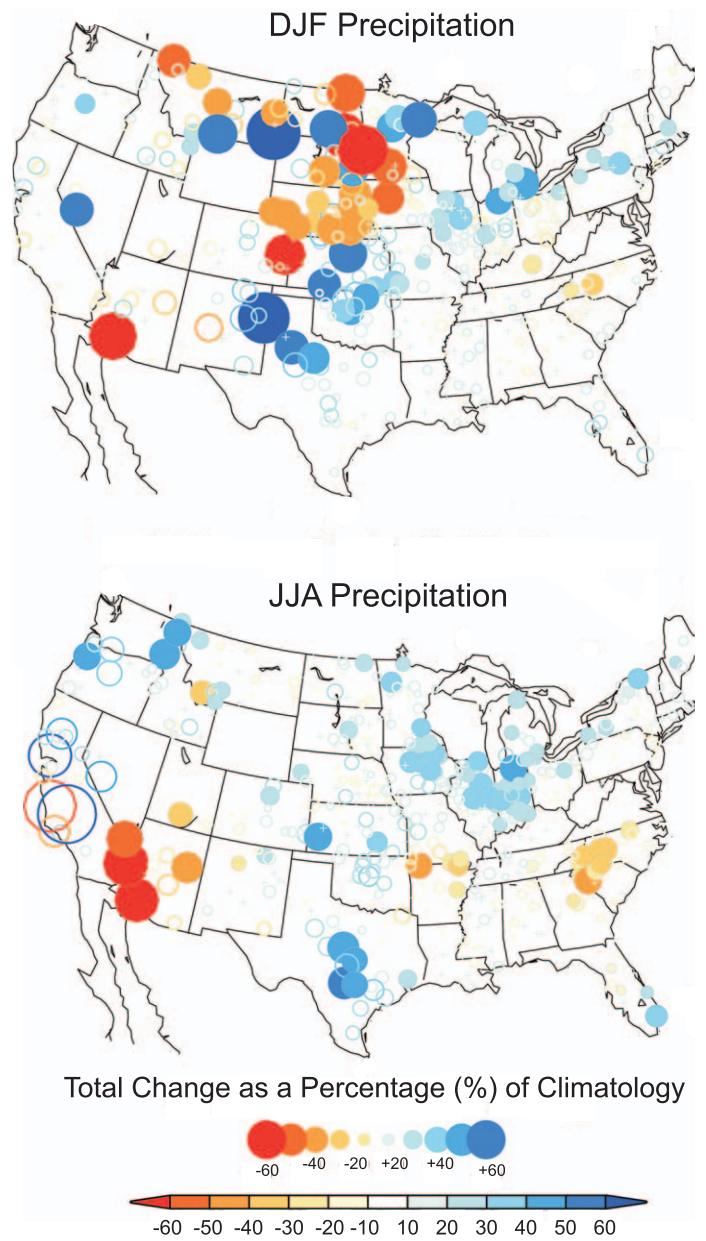 DJF Precipitation
JJA Precipitation
Total Change as a Percentage (%) of Climatology
-60 -40 -20 +20 +40 +60
-60 -50 -40 -30 -20 -10 10 20 30 40 50 60